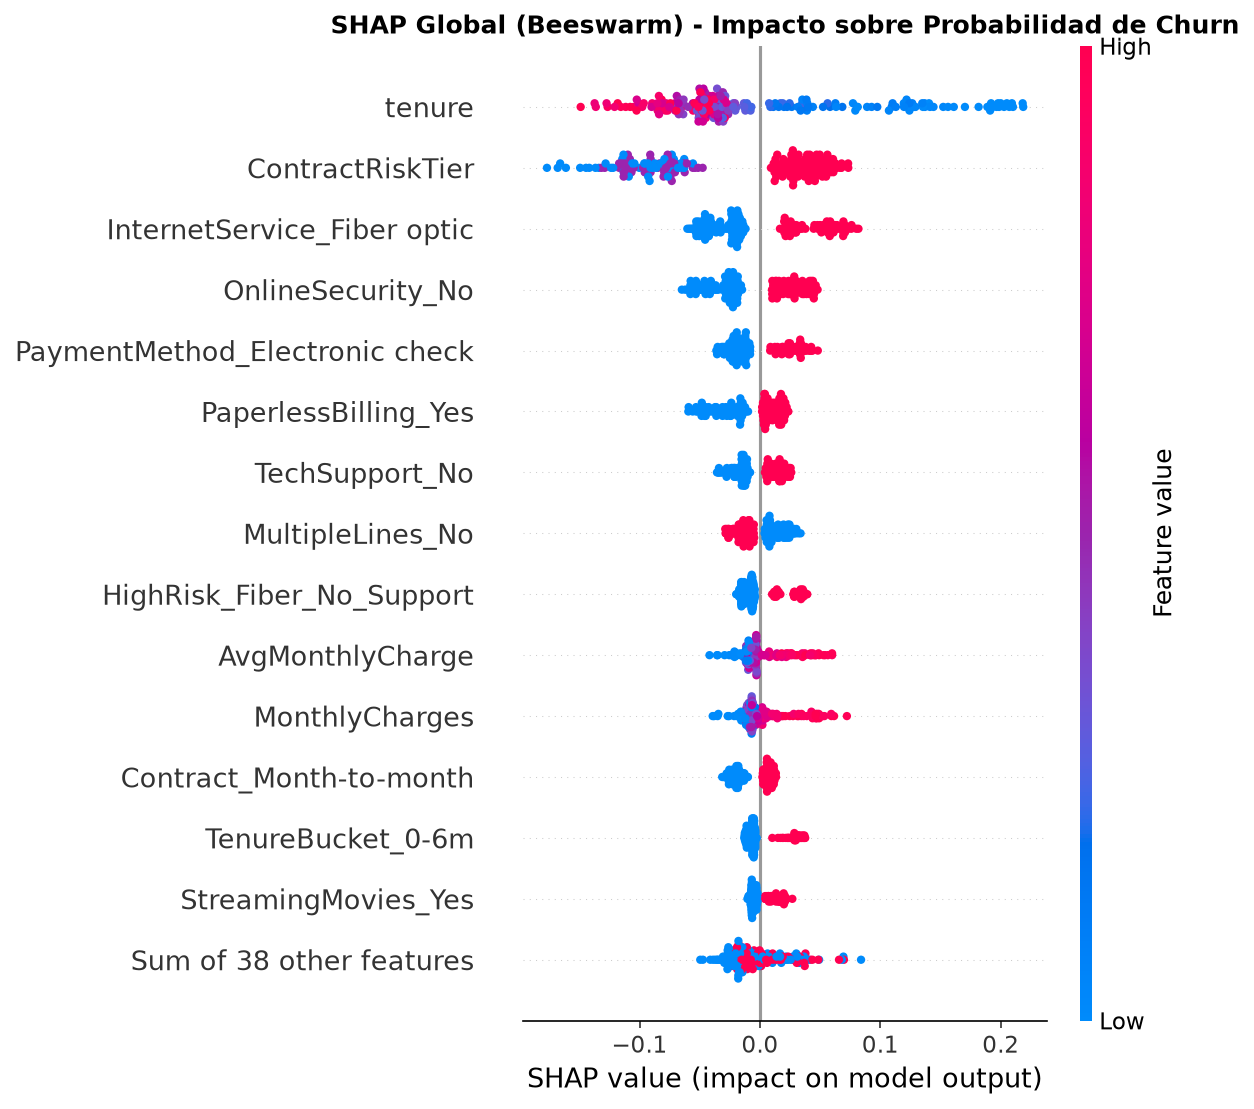 SHAP Global (Beeswarm) - Impacto sobre Probabilidad de Churn
High
tenure
ContractRiskTier
InternetService_Fiber optic
OnlineSecurity_No
PaymentMethod_Electronic check
PaperlessBilling_Yes
TechSupport_No
MultipleLines_No
HighRisk_Fiber_No_Support
AvgMonthlyCharge
MonthlyCharges
Contract_Month-to-month
TenureBucket_0-6m
StreamingMovies_Yes
Sum of 38 other features
Feature value
Low
−0.1 0.0 0.1 0.2
SHAP value (impact on model output)